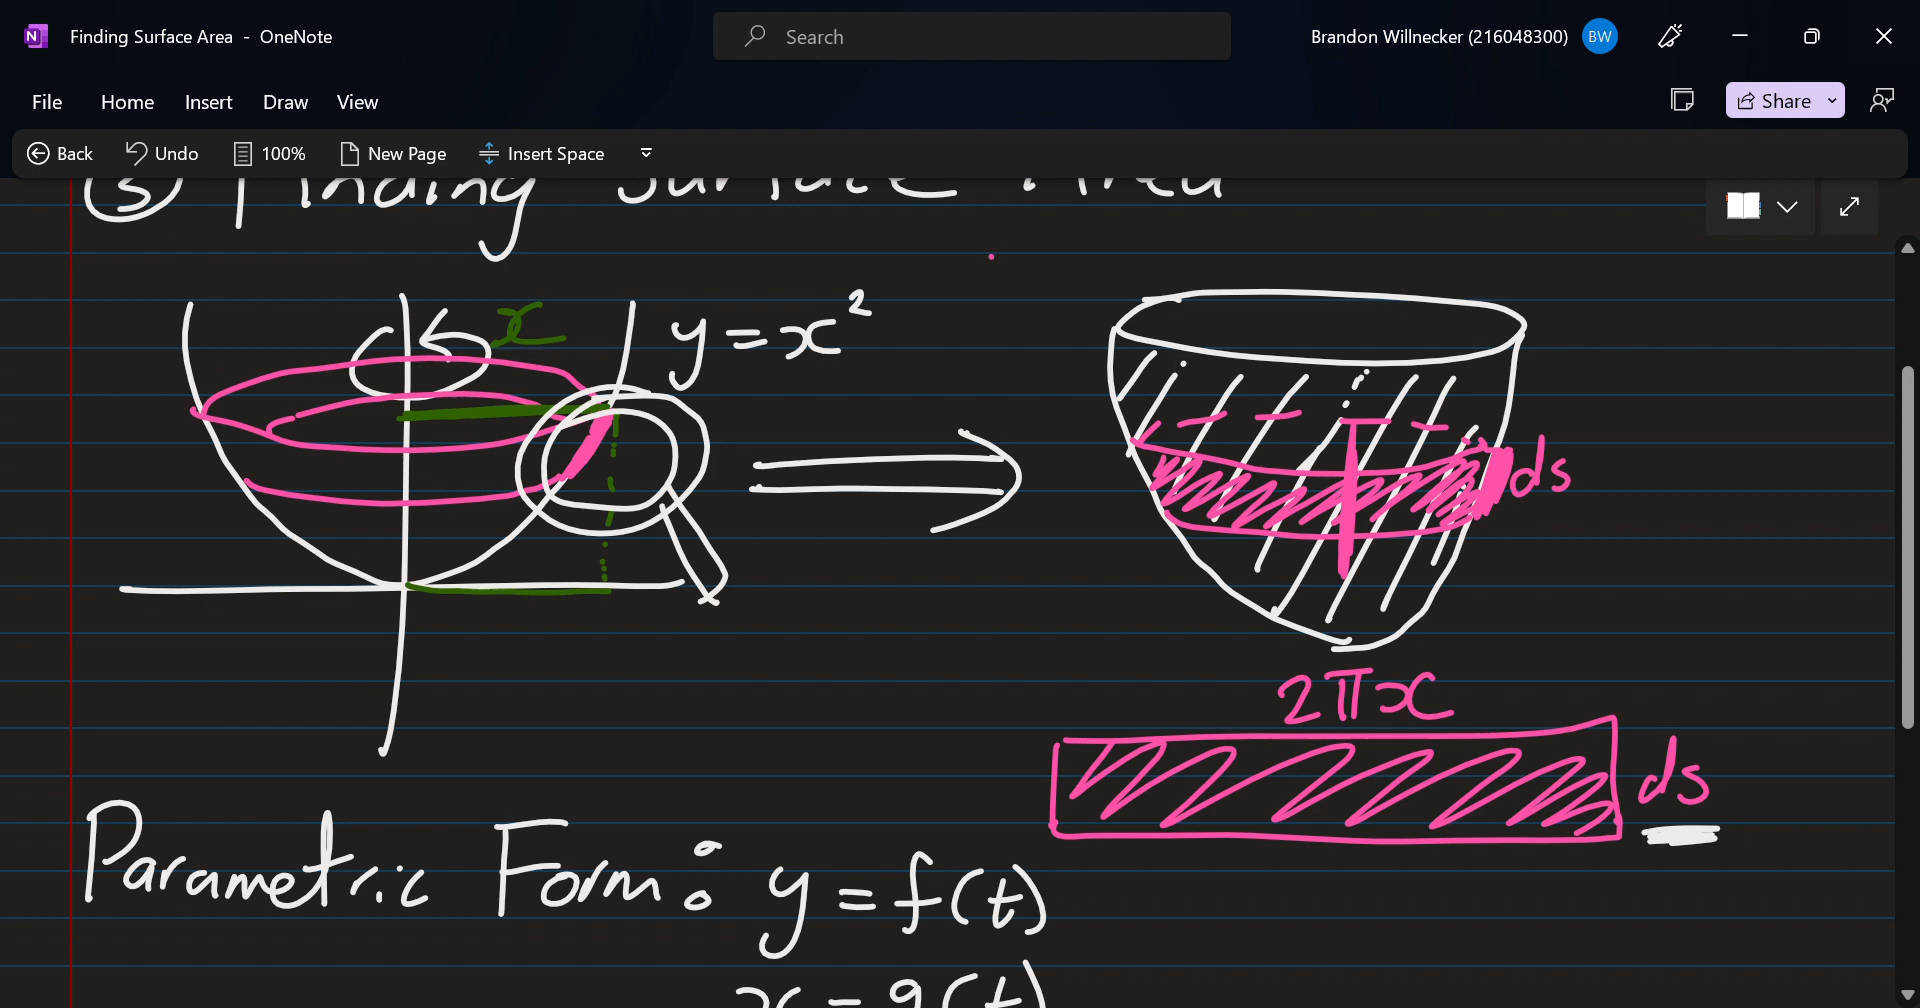 Finding Surface Area - OneNote
Search
Brandon Willnecker (216048300) BW
File Home Insert Draw View
Share
Back Undo 100% New Page Insert Space
③ Finding Surface Area
x
y = x²
ds
2πx
ds
Parametric Form: y = f(t)
x = g(t)